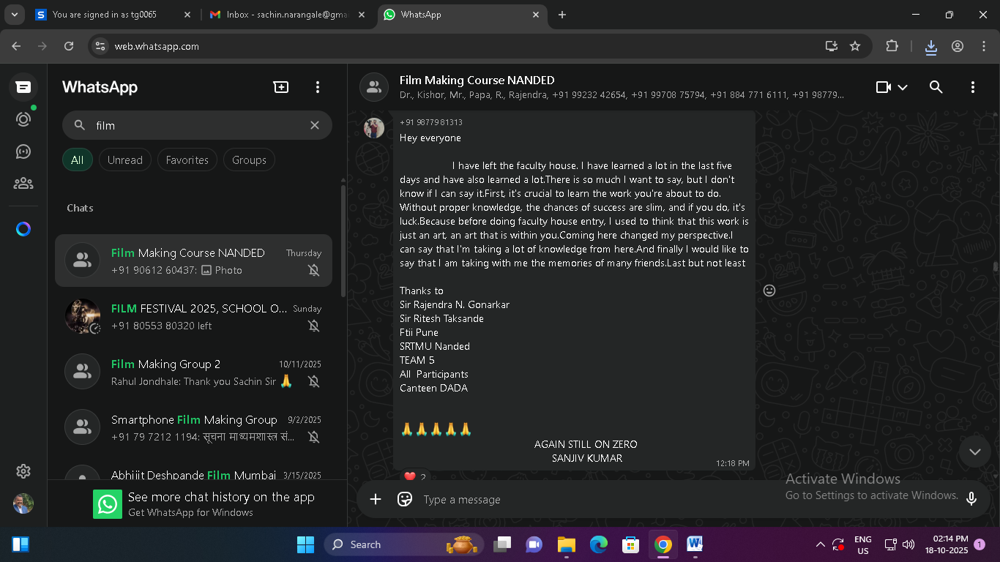 You are signed in as tg0065
Inbox - sachin.narangale@gma
WhatsApp
web.whatsapp.com
WhatsApp
film
All
Unread
Favorites
Groups
Chats
Film Making Course NANDED
Thursday
+91 90612 60437: Photo
FILM FESTIVAL 2025, SCHOOL O...
Sunday
+91 80553 80320 left
Film Making Group 2
10/11/2025
Rahul Jondhale: Thank you Sachin Sir 🙏
Smartphone Film Making Group
9/2/2025
+91 79 7212 1194: सूचना माध्यमशास्त्र सं...
Abhijit Deshpande Film Mumbai
3/15/2025
See more chat history on the app
Get WhatsApp for Windows
Film Making Course NANDED
Dr., Kishor, Mr., Papa, R., Rajendra, +91 99232 42654, +91 99708 75794, +91 884 771 6111, +91 98779...
+91 98779 81313
Hey everyone
I have left the faculty house. I have learned a lot in the last five
days and have also learned a lot.There is so much I want to say, but I don't
know if I can say it.First, it's crucial to learn the work you're about to do.
Without proper knowledge, the chances of success are slim, and if you do, it's
luck.Because before doing faculty house entry, I used to think that this work is
just an art, an art that is within you.Coming here changed my perspective.I
can say that I'm taking a lot of knowledge from here.And finally I would like to
say that I am taking with me the memories of many friends.Last but not least
Thanks to
Sir Rajendra N. Gonarkar
Sir Ritesh Taksande
Ftii Pune
SRTMU Nanded
TEAM 5
All Participants
Canteen DADA
🙏🙏🙏🙏🙏
AGAIN STILL ON ZERO
SANJIV KUMAR
12:18 PM
❤️ 2
Type a message
Activate Windows
Go to Settings to activate Windows.
Search
ENG
US
02:14 PM
18-10-2025
1